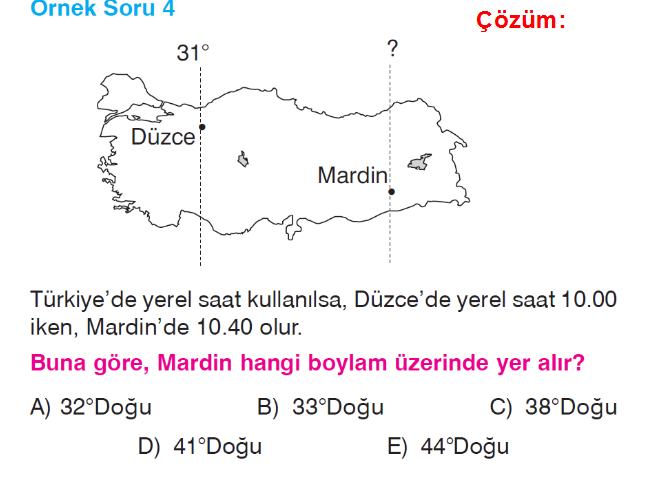 Örnek Soru 4
Çözüm:
31° ?
Düzce
Mardin
Türkiye'de yerel saat kullanılsa, Düzce'de yerel saat 10.00
iken, Mardin'de 10.40 olur.
Buna göre, Mardin hangi boylam üzerinde yer alır?
A) 32°Doğu B) 33°Doğu C) 38°Doğu
D) 41°Doğu E) 44°Doğu